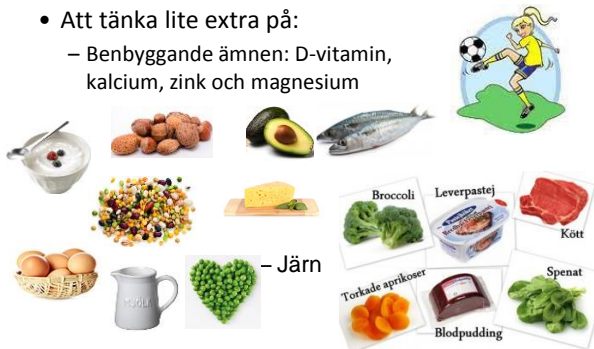 • Att tänka lite extra på:
– Benbyggande ämnen: D-vitamin,
kalcium, zink och magnesium
Broccoli
Leverpastej
Kött
– Järn
Torkade aprikoser
Blodpudding
Spenat